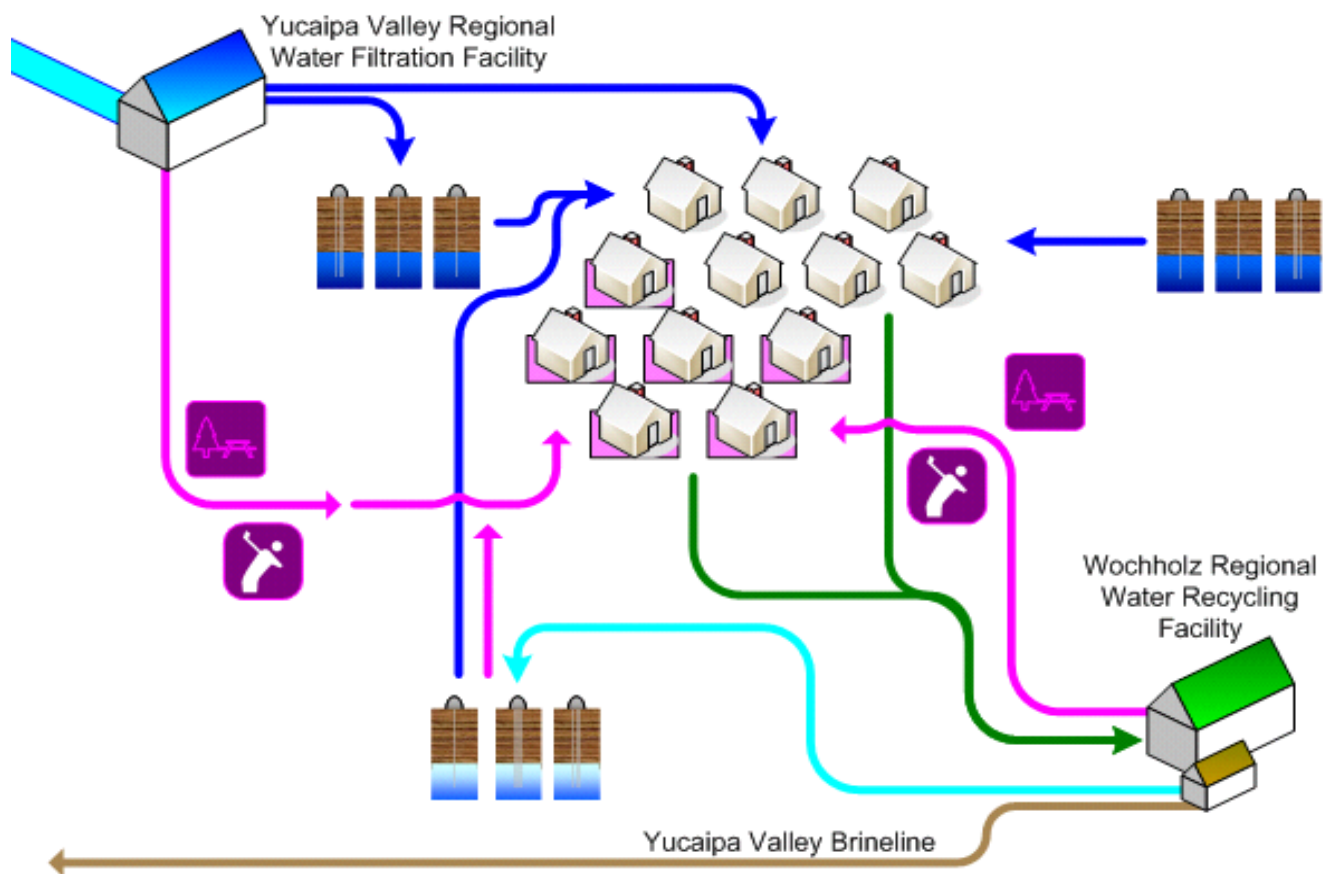 Yucaipa Valley Regional
Water Filtration Facility
Wochholz Regional
Water Recycling
Facility
Yucaipa Valley Brineline